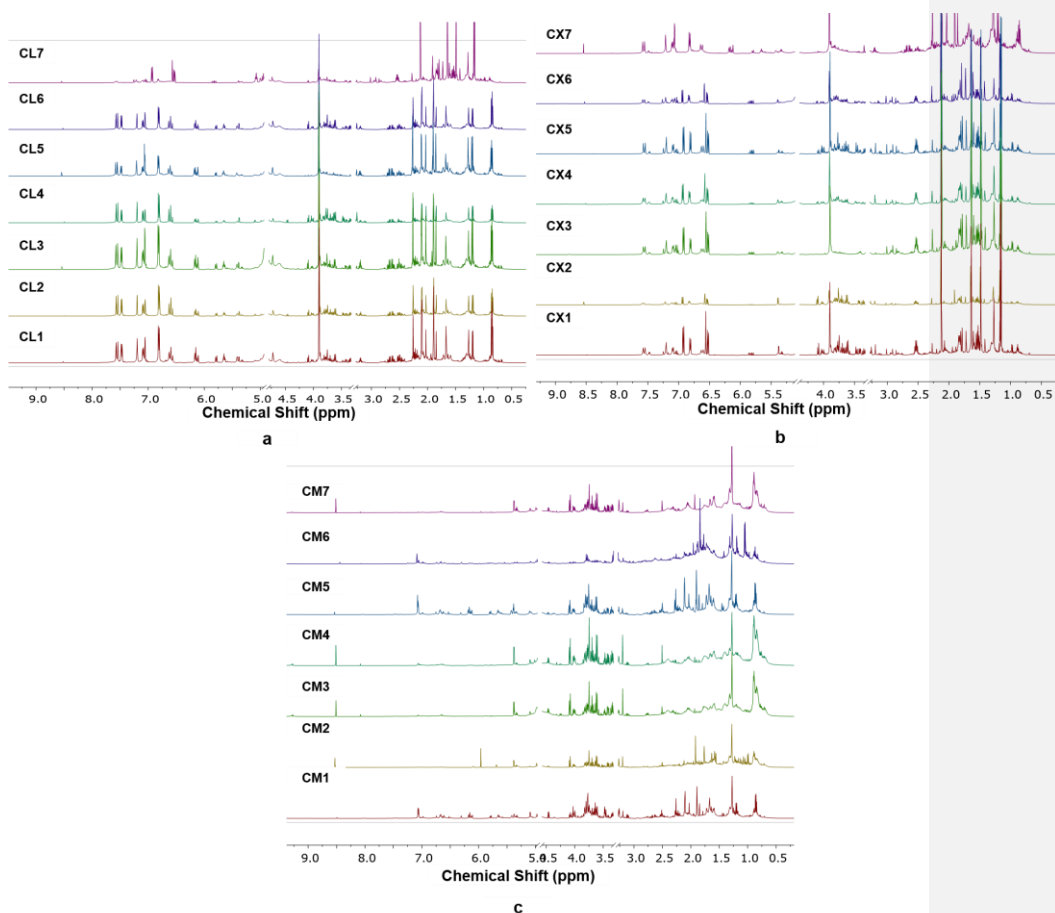 CL7
CL6
CL5
CL4
CL3
CL2
CL1
9.0 8.0 7.0 6.0 5.0 4.5 4.0 3.5 3.0 2.5 2.0 1.5 1.0 0.5
Chemical Shift (ppm)
a
CX7
CX6
CX5
CX4
CX3
CX2
CX1
9.0 8.5 8.0 7.5 7.0 6.5 6.0 5.5 4.0 3.5 3.0 2.5 2.0 1.5 1.0 0.5
Chemical Shift (ppm)
b
CM7
CM6
CM5
CM4
CM3
CM2
CM1
9.0 8.0 7.0 6.0 5.0 4.5 4.0 3.5 3.0 2.5 2.0 1.5 1.0 0.5
Chemical Shift (ppm)
c